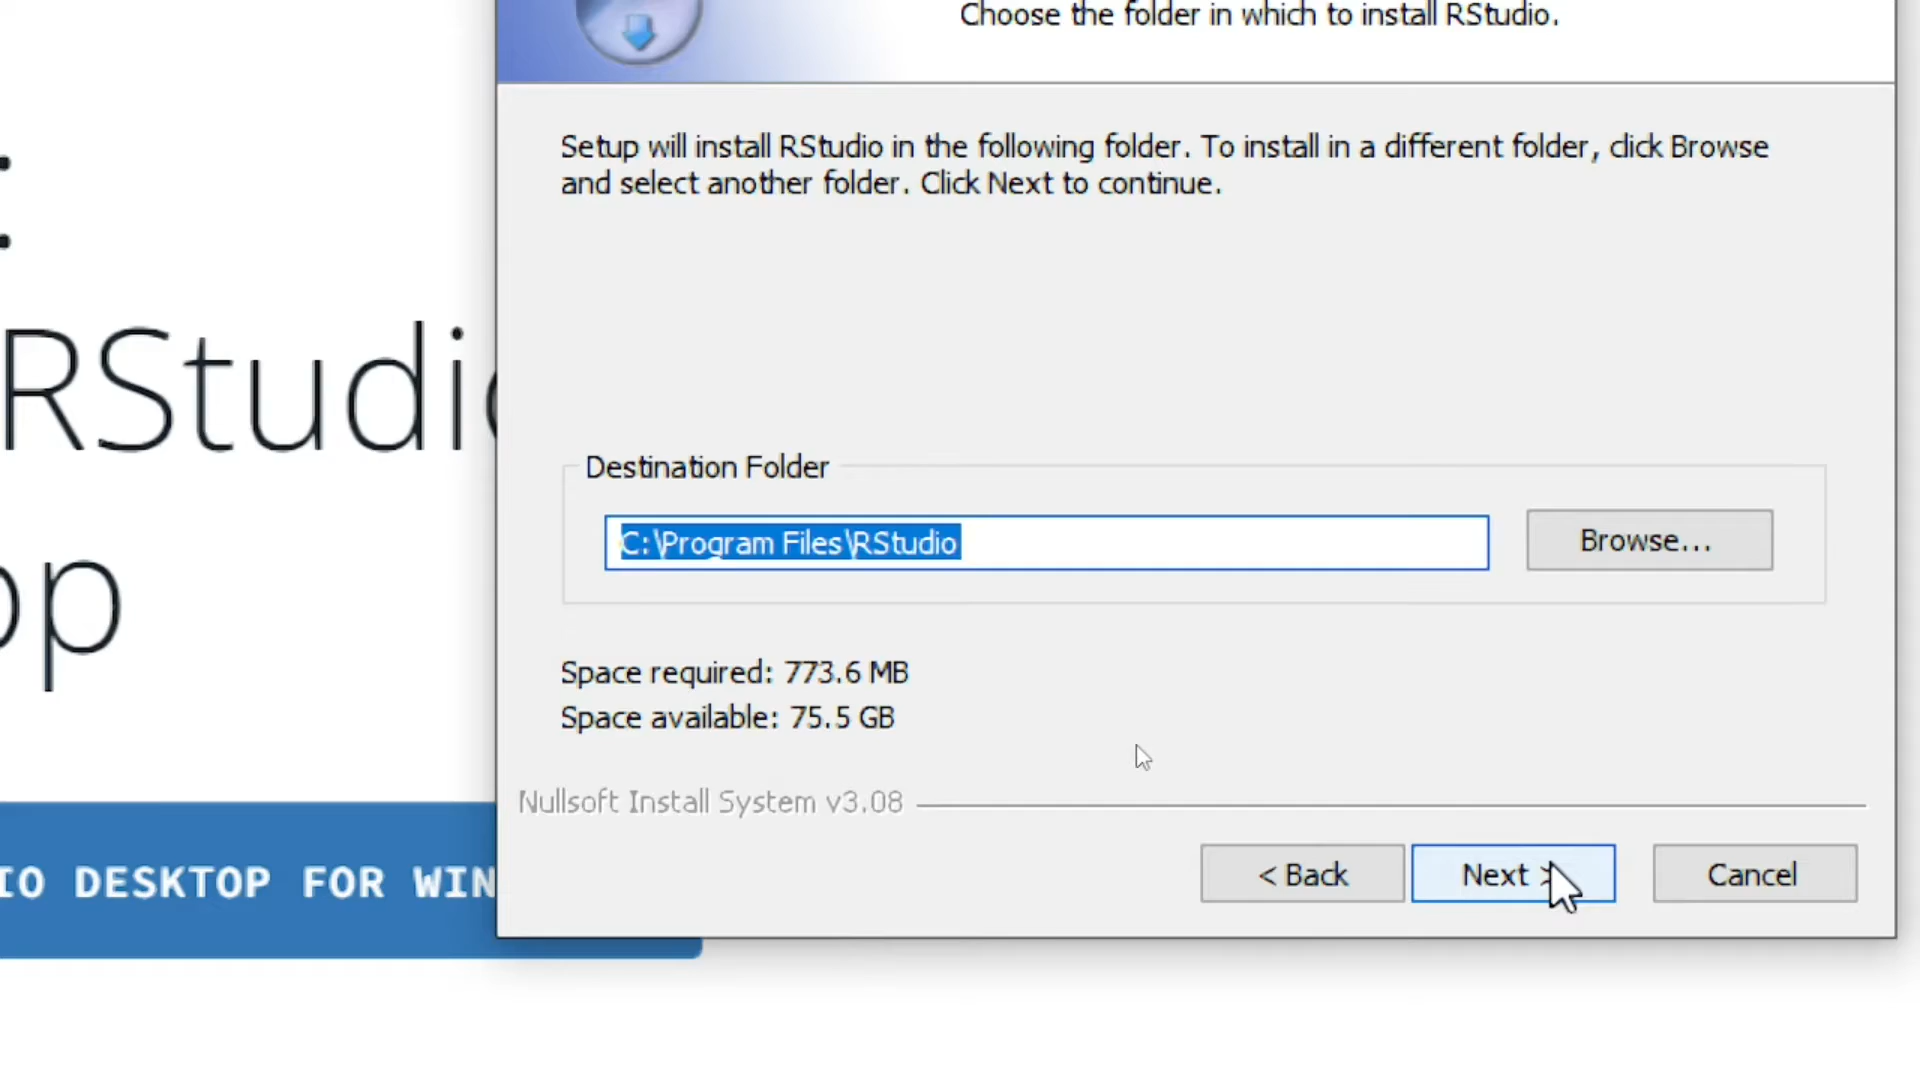 Choose the folder in which to install RStudio.
Setup will install RStudio in the following folder. To install in a different folder, click Browse
and select another folder. Click Next to continue.
:
RStudio
op
Destination Folder
C:\Program Files\RStudio
Browse...
Space required: 773.6 MB
Space available: 75.5 GB
Nullsoft Install System v3.08
IO DESKTOP FOR WIN
< Back
Next >
Cancel